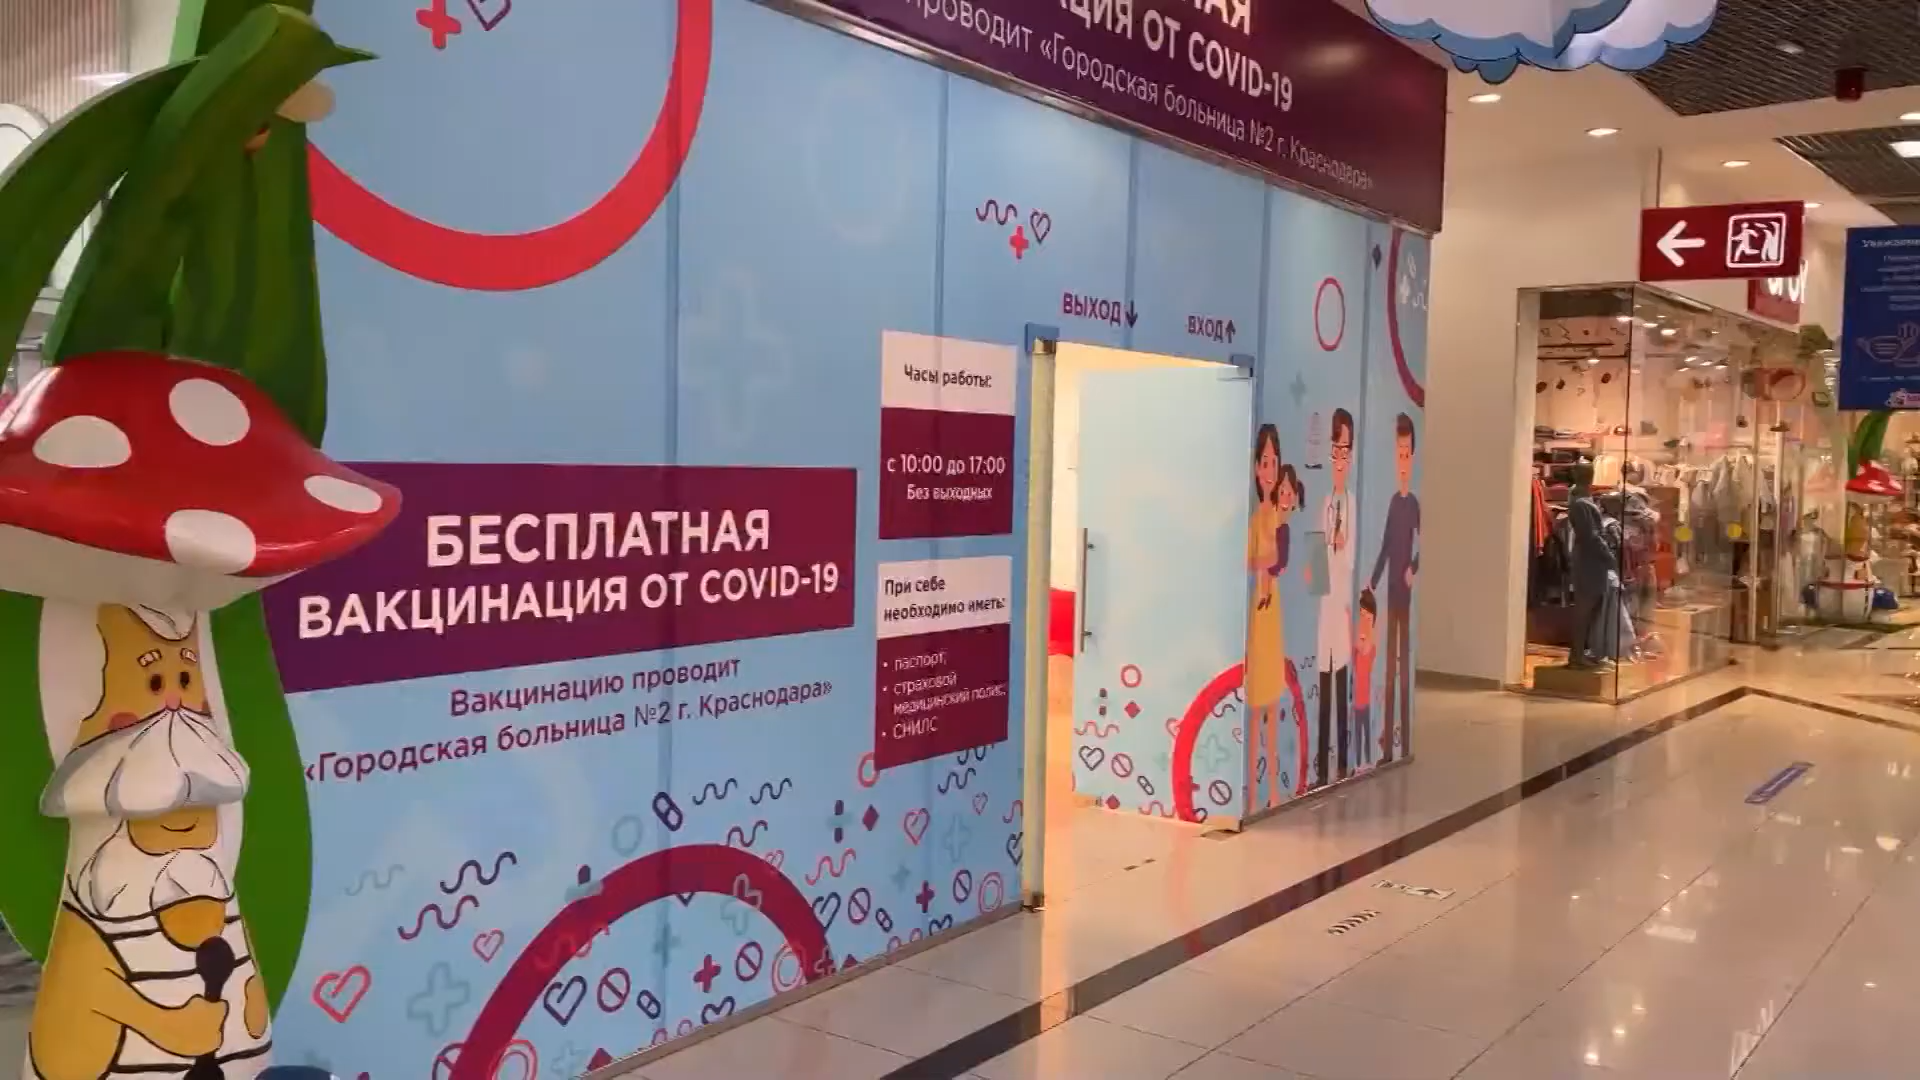 ВАКЦИНАЦИЯ ОТ COVID-19
проводит «Городская больница №2 г. Краснодара»
ВЫХОД ↓
ВХОД ↑
Часы работы:
с 10:00 до 17:00
Без выходных
БЕСПЛАТНАЯ
ВАКЦИНАЦИЯ ОТ COVID-19
Вакцинацию проводит
«Городская больница №2 г. Краснодара»
При себе
необходимо иметь:
• паспорт;
• страховой
медицинский полис;
• СНИЛС